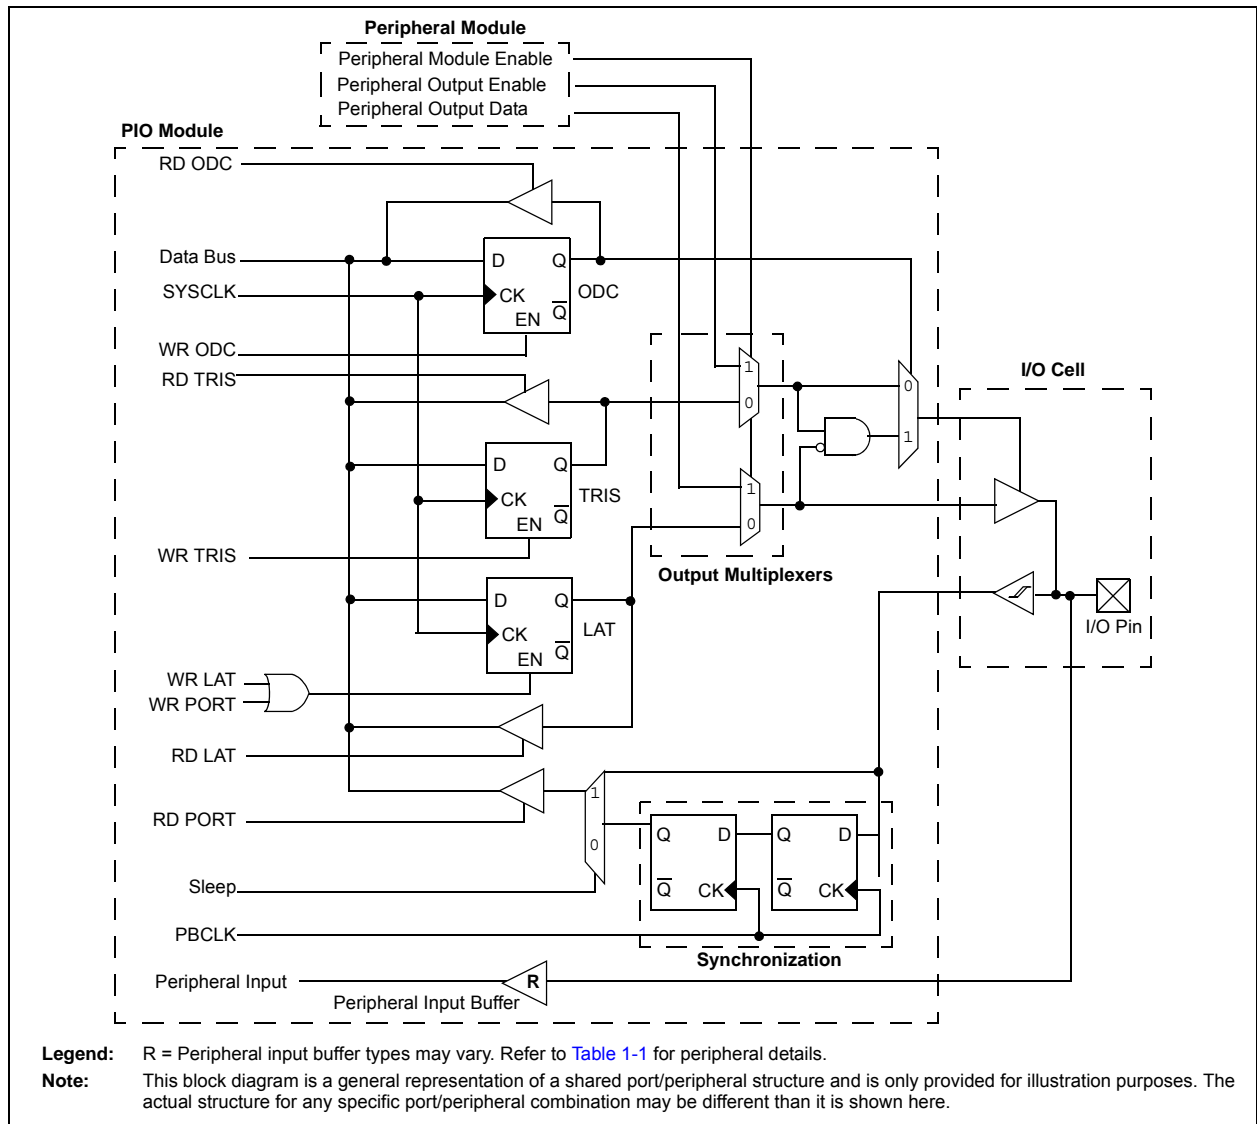 Peripheral Module
Peripheral Module Enable
Peripheral Output Enable
Peripheral Output Data
PIO Module
RD ODC
Data Bus
D Q
SYSCLK
CK
ODC
EN Q
WR ODC
RD TRIS
1
0
I/O Cell
0
1
D Q
CK
TRIS
EN Q
1
0
WR TRIS
Output Multiplexers
D Q
CK
LAT
EN Q
I/O Pin
WR LAT
WR PORT
RD LAT
RD PORT
1
0
Q D Q D
Sleep
Q CK Q CK
PBCLK
Synchronization
Peripheral Input
R
Peripheral Input Buffer
Legend: R = Peripheral input buffer types may vary. Refer to Table 1-1 for peripheral details.
Note: This block diagram is a general representation of a shared port/peripheral structure and is only provided for illustration purposes. The
actual structure for any specific port/peripheral combination may be different than it is shown here.